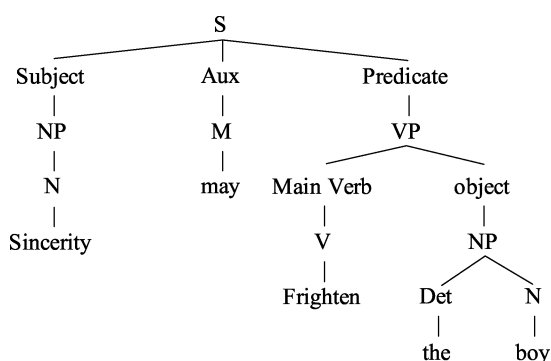 S
Subject Aux Predicate
NP M VP
N may Main Verb object
Sincerity V NP
Frighten Det N
the boy